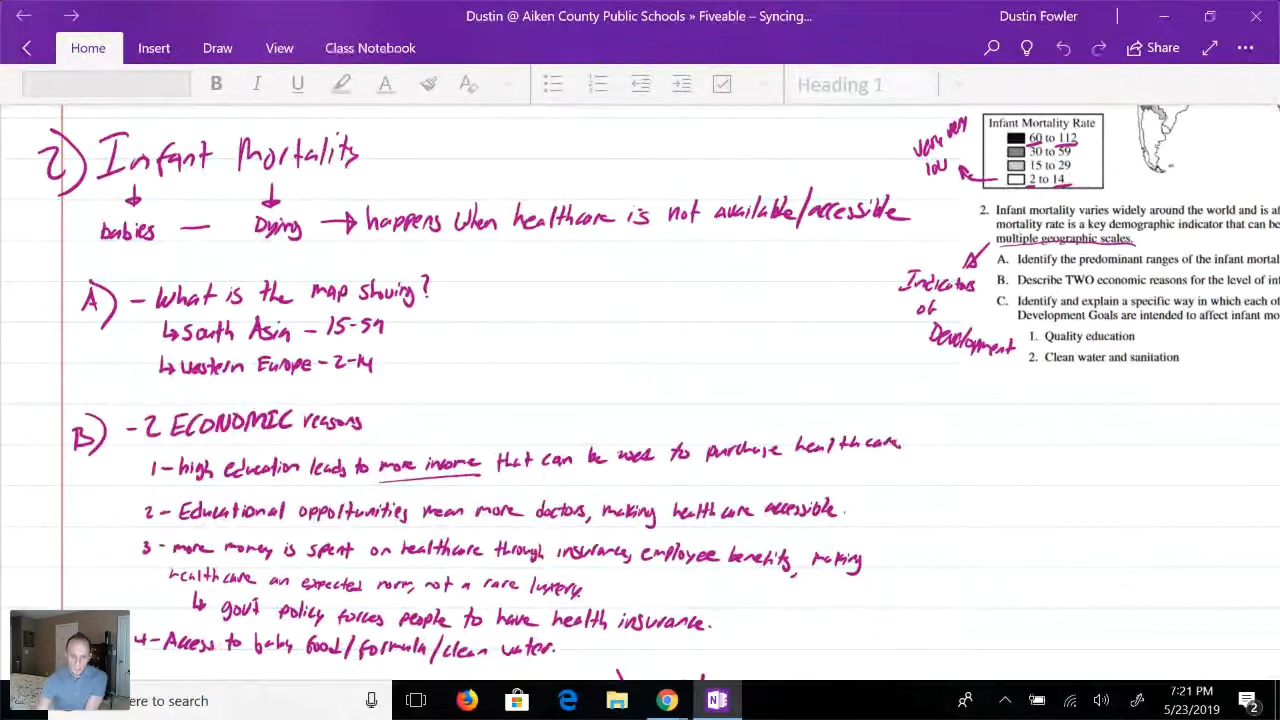 Dustin @ Aiken County Public Schools » Fiveable – Syncing...
Dustin Fowler
Home Insert Draw View Class Notebook
Share
B I U A Heading 1
2) Infant Mortality
babies — Dying → happens when healthcare is not available/accessible
A) - What is the map showing?
↳ South Asia - 15-59
↳ Western Europe - 2-14
B) - 2 ECONOMIC reasons
1 - high education leads to more income that can be used to purchase healthcare
2 - Educational opportunities mean more doctors, making healthcare accessible.
3 - more money is spent on healthcare through insurance, employee benefits, making
healthcare an expected norm, not a rare luxury
↳ gov't policy forces people to have health insurance.
4 - Access to baby food/formula/clean water.
Infant Mortality Rate
60 to 112
30 to 59
15 to 29
2 to 14
very very
low
2. Infant mortality varies widely around the world and is
mortality rate is a key demographic indicator that can be
multiple geographic scales.
A. Identify the predominant ranges of the infant
B. Describe TWO economic reasons for the level of
C. Identify and explain a specific way in which each of
Development Goals are intended to affect infant
1. Quality education
2. Clean water and sanitation
Indicators
of
Development
here to search
7:21 PM
5/23/2019
2